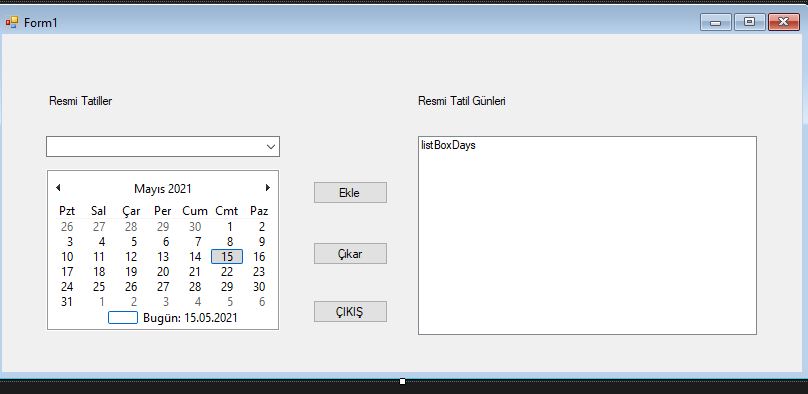 Form1
Resmi Tatiller
Resmi Tatil Günleri
listBoxDays
Mayıs 2021
Pzt Sal Çar Per Cum Cmt Paz
26 27 28 29 30 1 2
3 4 5 6 7 8 9
10 11 12 13 14 15 16
17 18 19 20 21 22 23
24 25 26 27 28 29 30
31 1 2 3 4 5 6
Bugün: 15.05.2021
Ekle
Çıkar
ÇIKIŞ